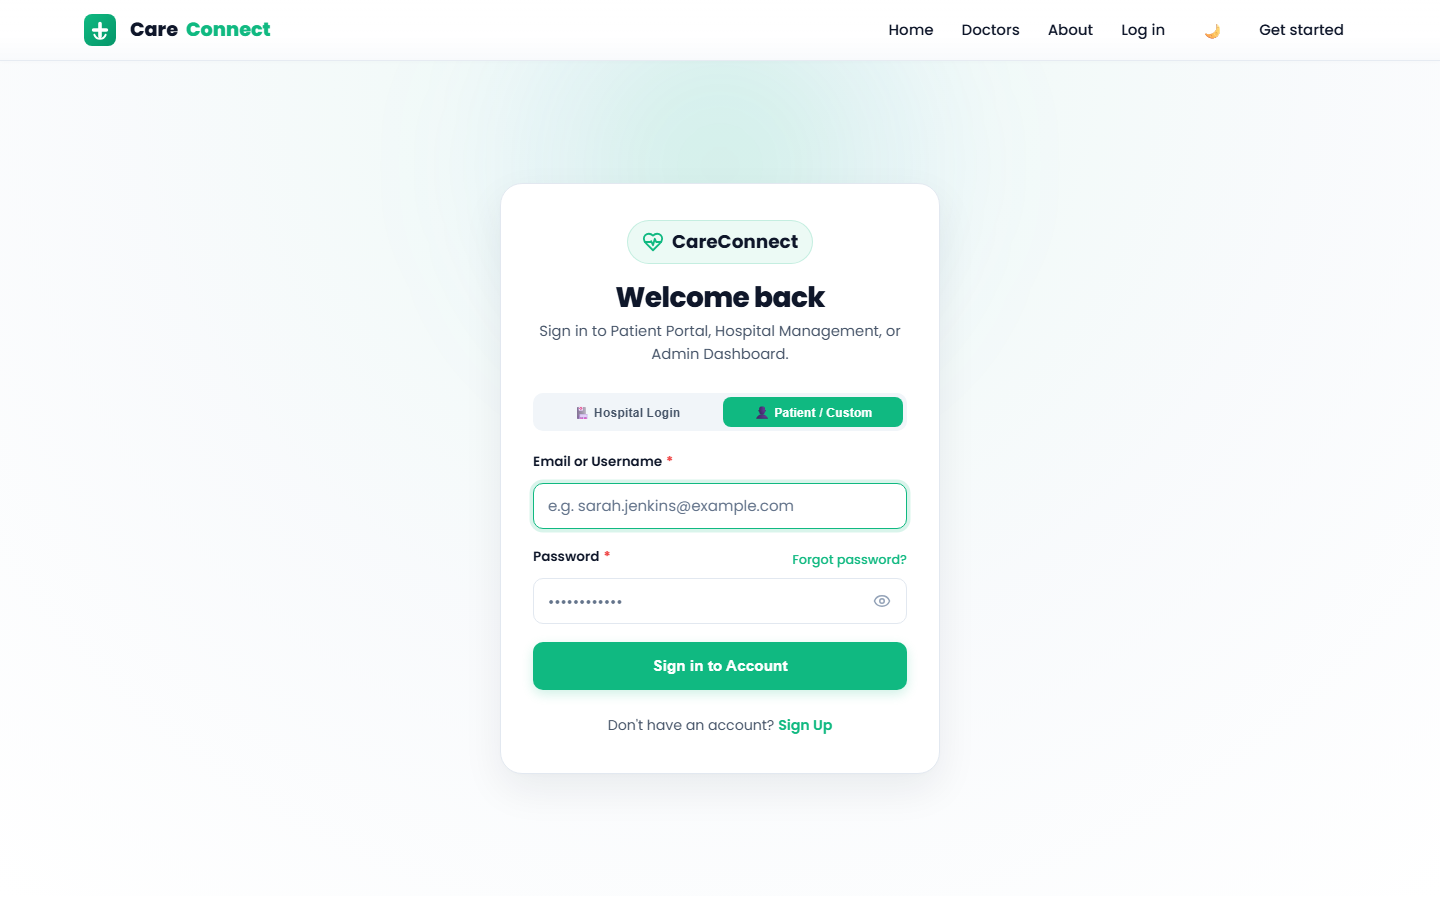 Care Connect
Home Doctors About Log in 🌙 Get started
CareConnect
Welcome back
Sign in to Patient Portal, Hospital Management, or
Admin Dashboard.
Hospital Login Patient / Custom
Email or Username *
e.g. sarah.jenkins@example.com
Password * Forgot password?
••••••••••••
Sign in to Account
Don't have an account? Sign Up